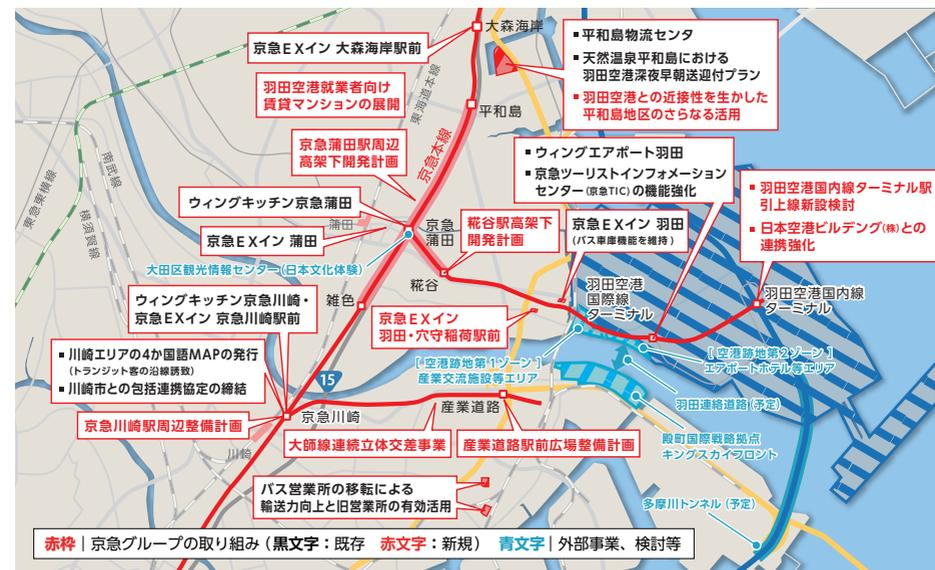 大森海岸
京急EXイン 大森海岸駅前
羽田空港就業者向け
賃貸マンションの展開
東海道本線
平和島
京急本線
▪ 平和島物流センタ
▪ 天然温泉平和島における
羽田空港深夜早朝送迎付プラン
▪ 羽田空港との近接性を生かした
平和島地区のさらなる活用
京急蒲田駅周辺
高架下開発計画
▪ ウィングエアポート羽田
▪ 京急ツーリストインフォメーション
センター(京急TIC)の機能強化
▪ 羽田空港国内線ターミナル駅
引上線新設検討
▪ 日本空港ビルデング(株)との
連携強化
東急東横線
南武線
横須賀線
ウィングキッチン京急蒲田
蒲田
京急
蒲田
京急EXイン 蒲田
糀谷駅高架下
開発計画
京急EXイン 羽田
(バス車庫機能を維持)
大田区観光情報センター(日本文化体験)
糀谷
羽田空港
国際線
ターミナル
羽田空港国内線
ターミナル
ウィングキッチン京急川崎・
京急EXイン 京急川崎駅前
雑色
京急EXイン
羽田・穴守稲荷駅前
▪ 川崎エリアの4か国語MAPの発行
(トランジット客の沿線誘致)
▪ 川崎市との包括連携協定の締結
15
[空港跡地第1ゾーン]
産業交流施設等エリア
[空港跡地第2ゾーン]
エアポートホテル等エリア
京急川崎駅周辺整備計画
京急川崎
産業道路
羽田連絡道路(予定)
川崎
大師線連続立体交差事業
産業道路駅前広場整備計画
殿町国際戦略拠点
キングスカイフロント
バス営業所の移転による
輸送力向上と旧営業所の有効活用
多摩川トンネル(予定)
赤枠|京急グループの取り組み(黒文字:既存 赤文字:新規) 青文字|外部事業、検討等